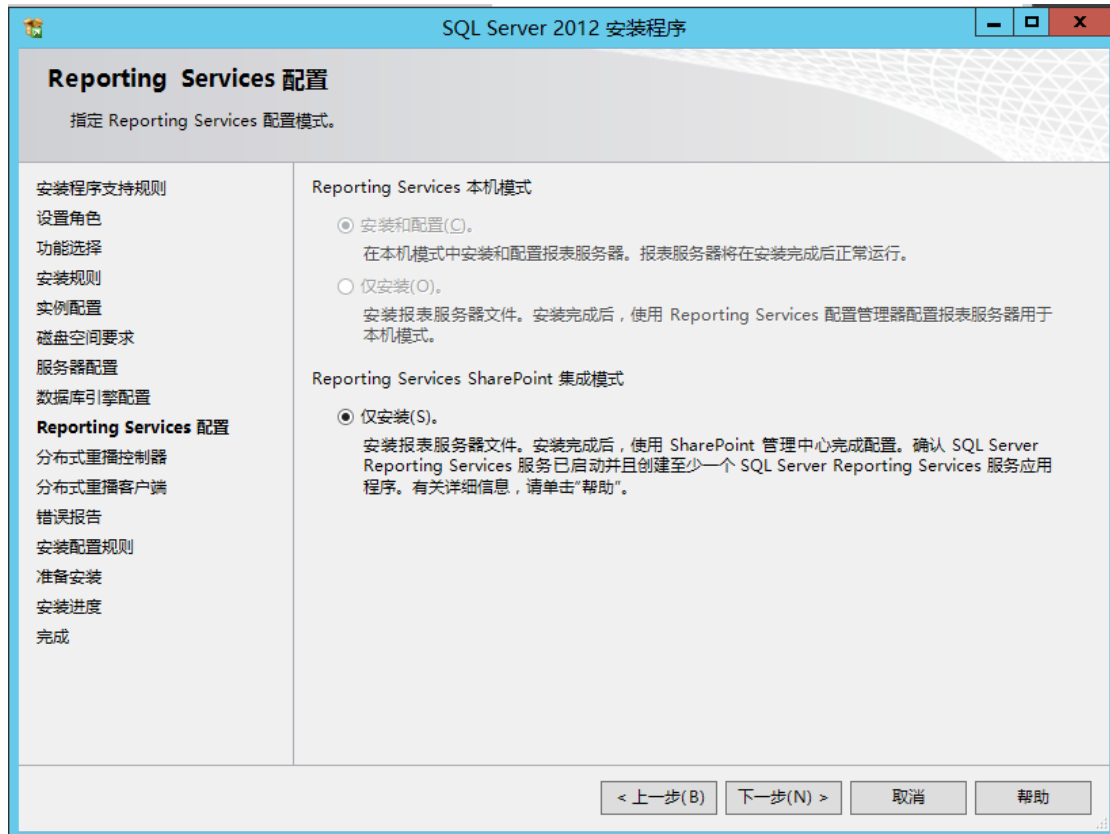 SQL Server 2012 安装程序
Reporting Services 配置
指定 Reporting Services 配置模式。
安装程序支持规则
设置角色
功能选择
安装规则
实例配置
磁盘空间要求
服务器配置
数据库引擎配置
Reporting Services 配置
分布式重播控制器
分布式重播客户端
错误报告
安装配置规则
准备安装
安装进度
完成
Reporting Services 本机模式
安装和配置(C)。
在本机模式中安装和配置报表服务器。报表服务器将在安装完成后正常运行。
仅安装(O)。
安装报表服务器文件。安装完成后，使用 Reporting Services 配置管理器配置报表服务器用于
本机模式。
Reporting Services SharePoint 集成模式
仅安装(S)。
安装报表服务器文件。安装完成后，使用 SharePoint 管理中心完成配置。确认 SQL Server
Reporting Services 服务已启动并且创建至少一个 SQL Server Reporting Services 服务应用
程序。有关详细信息，请单击“帮助”。
< 上一步(B)
下一步(N) >
取消
帮助